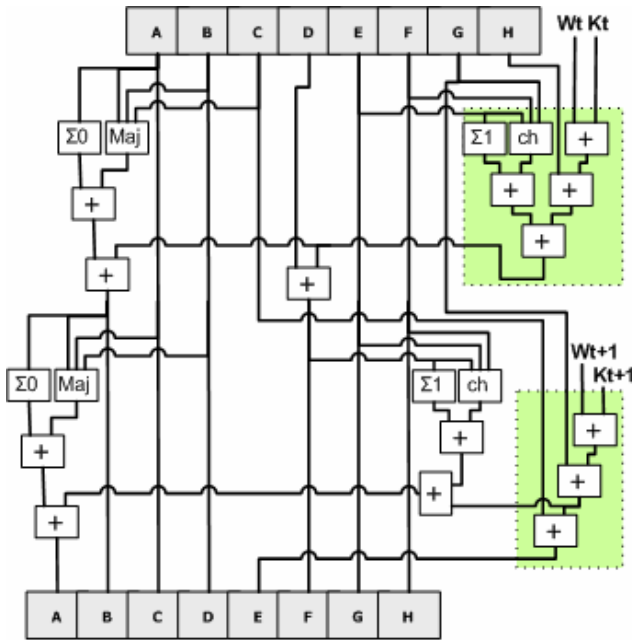 A B C D E F G H
Wt Kt
Σ0 Maj Σ1 ch +
+ + +
+
+ +
+
Wt+1
Kt+1
Σ0 Maj Σ1 ch
+
+ +
+
+
+ +
A B C D E F G H